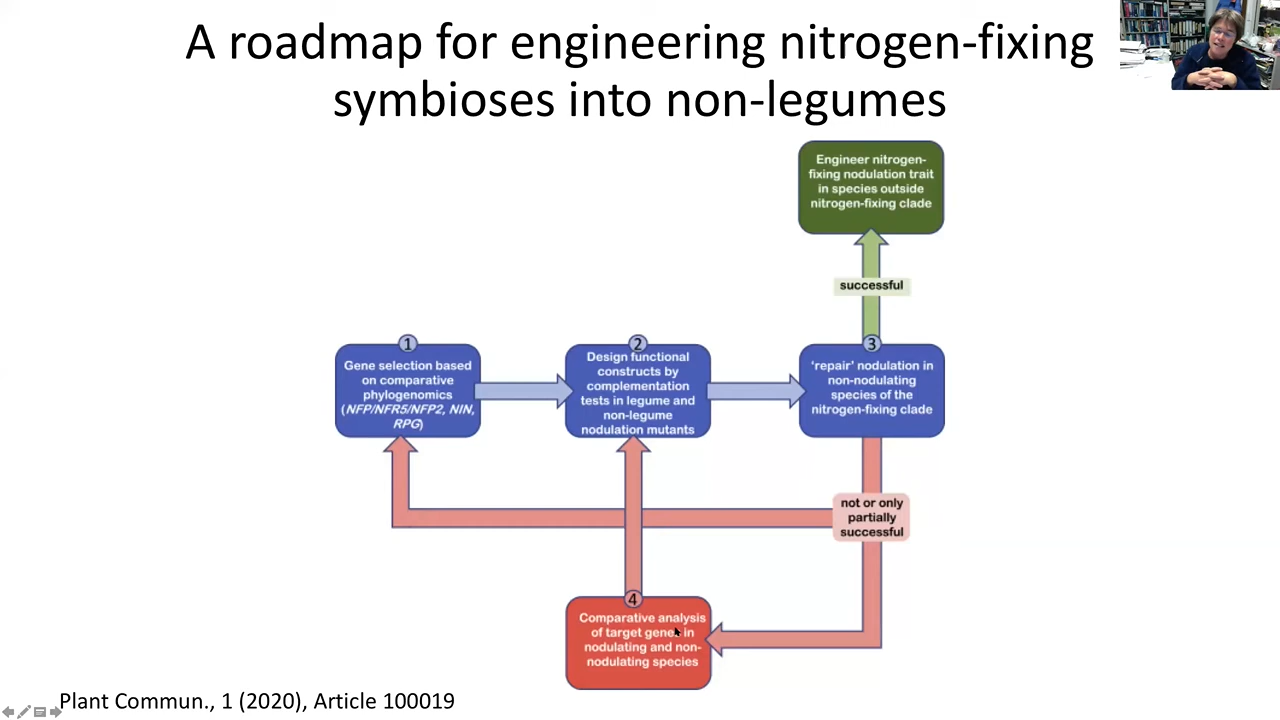 A roadmap for engineering nitrogen-fixing
symbioses into non-legumes
Engineer nitrogen-
fixing nodulation trait
in species outside
nitrogen-fixing clade
successful
1
Gene selection based
on comparative
phylogenomics
(NFP/NFR5/NFP2, NIN,
RPG)
2
Design functional
constructs by
complementation
tests in legume and
non-legume
nodulation mutants
3
‘repair’ nodulation in
non-nodulating
species of the
nitrogen-fixing clade
not or only
partially
successful
4
Comparative analysis
of target genes in
nodulating and non-
nodulating species
Plant Commun., 1 (2020), Article 100019